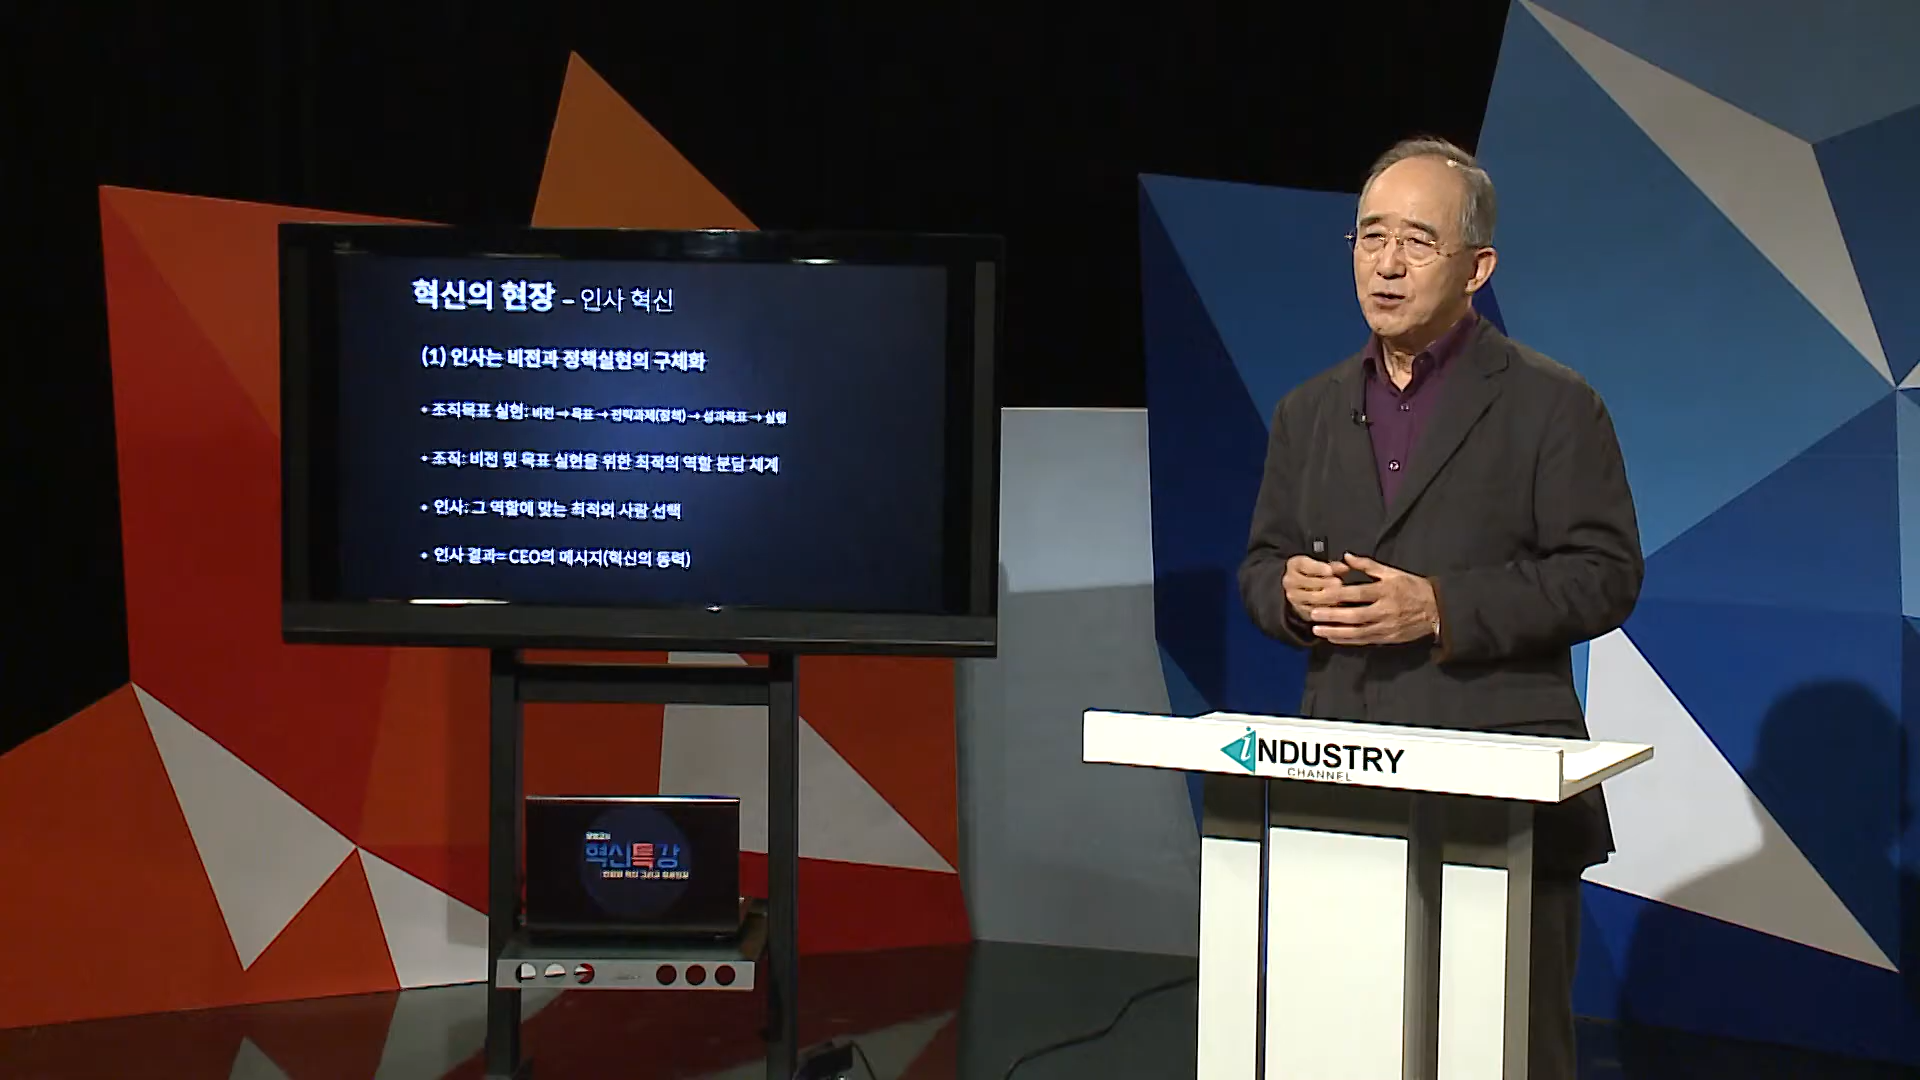 혁신의 현장 – 인사 혁신
(1) 인사는 비전과 정책실현의 구체화
• 조직목표 실현: 비전 → 목표 → 전략과제(정책) → 성과목표 → 실행
• 조직: 비전 및 목표 실현을 위한 최적의 역할 분담 체계
• 인사: 그 역할에 맞는 최적의 사람 선택
• 인사 결과= CEO의 메시지(혁신의 동력)
iNDUSTRY
CHANNEL
혁신특강